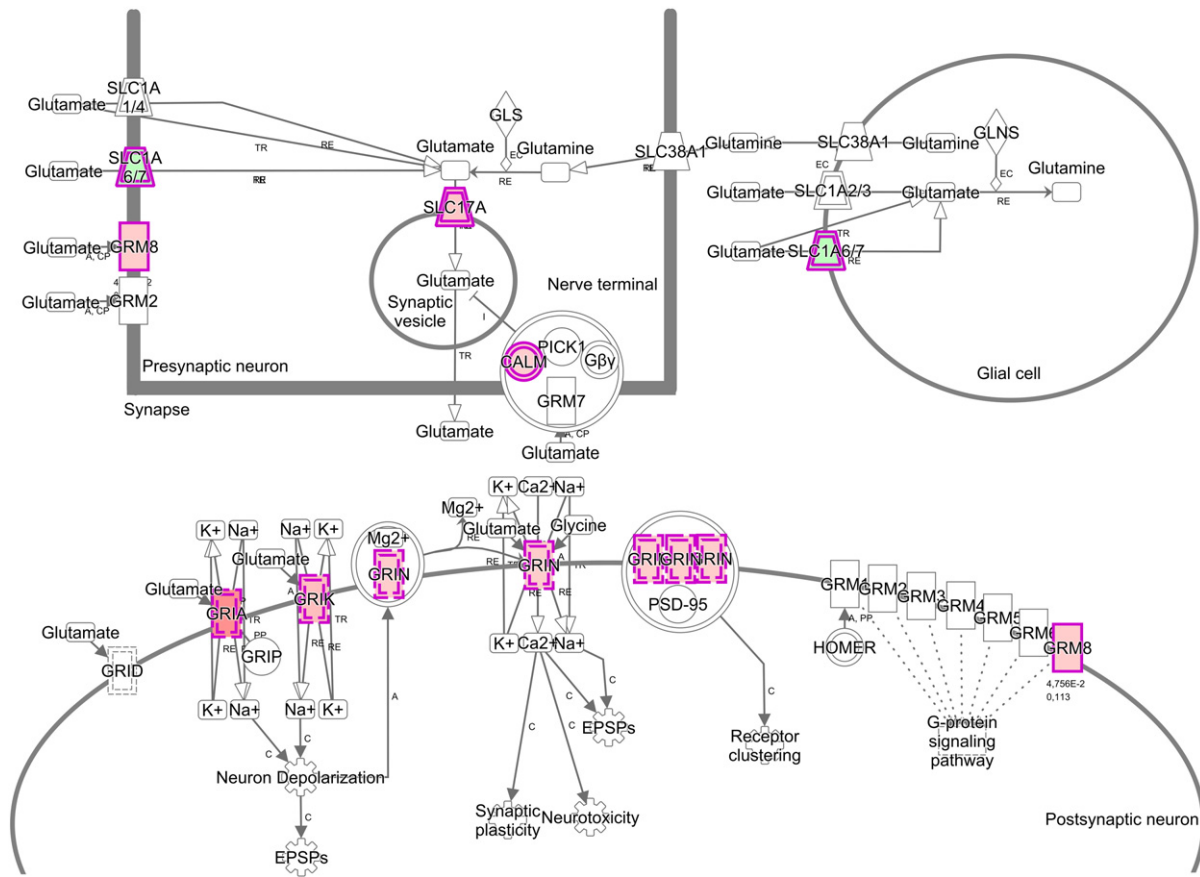 SLC1A
1/4
Glutamate
TR
RE
GLS
Glutamate
EC
Glutamine
RE
SLC38A1
Glutamine
SLC38A1
Glutamine
GLNS
EC
Glutamine
SLC1A
6/7
Glutamate
SLC17A
EC
Glutamate
SLC1A2/3
Glutamate
RE
TR
Glutamate
SLC1A6/7
RE
Glutamate
GRM8
A, CP
Glutamate
GRM2
A, CP
Glutamate
Synaptic
vesicle
Nerve terminal
I
TR
PICK1
CALM
Gβγ
GRM7
A, CP
Glutamate
Presynaptic neuron
Synapse
Glial cell
Glutamate
K+
Ca2+
Na+
Mg2+
RE
Glutamate
Glycine
K+
Na+
Na+
K+
Mg2+
GRIN
GRIN
A
RE
TR
RE
GRIN
GRIN
GRIN
PSD-95
Glutamate
Glutamate
A
GRIA
GRIK
TR
PP
RE
GRIP
TR
RE
RE
Glutamate
GRID
GRM1
GRM2
GRM3
GRM4
GRM5
GRM6
GRM8
A, PP
HOMER
4,756E-2
0,113
K+
Ca2+
Na+
K+
Na+
Na+
K+
A
C
C
C
C
C
C
C
EPSPs
Receptor
clustering
G-protein
signaling
pathway
Neuron Depolarization
C
Synaptic
plasticity
Neurotoxicity
EPSPs
Postsynaptic neuron